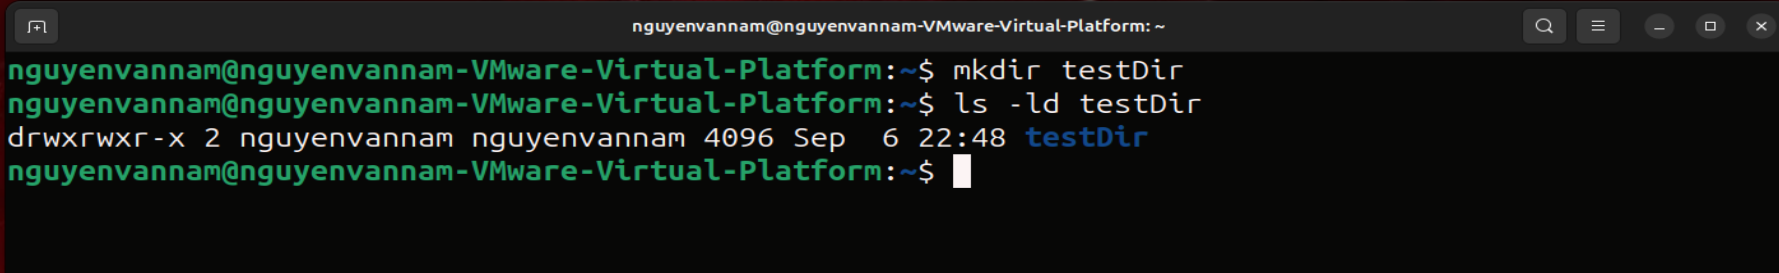 nguyenvannam@nguyenvannam-VMware-Virtual-Platform: ~
nguyenvannam@nguyenvannam-VMware-Virtual-Platform:~$ mkdir testDir
nguyenvannam@nguyenvannam-VMware-Virtual-Platform:~$ ls -ld testDir
drwxrwxr-x 2 nguyenvannam nguyenvannam 4096 Sep  6 22:48 testDir
nguyenvannam@nguyenvannam-VMware-Virtual-Platform:~$